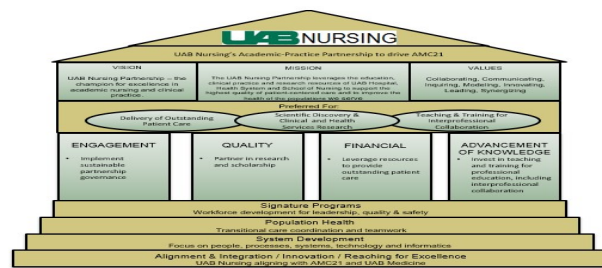 UAB NURSING
UAB Nursing's Academic-Practice Partnership to drive AMC21
VISION
UAB Nursing Partnership – the
champion for excellence in
academic nursing and clinical
practice.
MISSION
The UAB Nursing Partnership leverages the education,
clinical practice and research resources of UAB Hospital,
Health System and School of Nursing to support the
highest quality of patient-centered care and to improve the
health of the populations we serve
VALUES
Collaborating, Communicating,
Inquiring, Modeling, Innovating,
Leading, Synergizing
Preferred For:
Delivery of Outstanding
Patient Care
Scientific Discovery &
Clinical and Health
Services Research
Teaching & Training for
Interprofessional
Collaboration
ENGAGEMENT
• Implement
sustainable
partnership
governance
QUALITY
• Partner in research
and scholarship
FINANCIAL
• Leverage resources
to provide
outstanding patient
care
ADVANCEMENT
OF KNOWLEDGE
• Invest in teaching
and training for
professional
education, including
interprofessional
collaboration
Signature Programs
Workforce development for leadership, quality & safety
Population Health
Transitional care coordination and teamwork
System Development
Focus on people, processes, systems, technology and informatics
Alignment & Integration / Innovation / Reaching for Excellence
UAB Nursing aligning with AMC21 and UAB Medicine